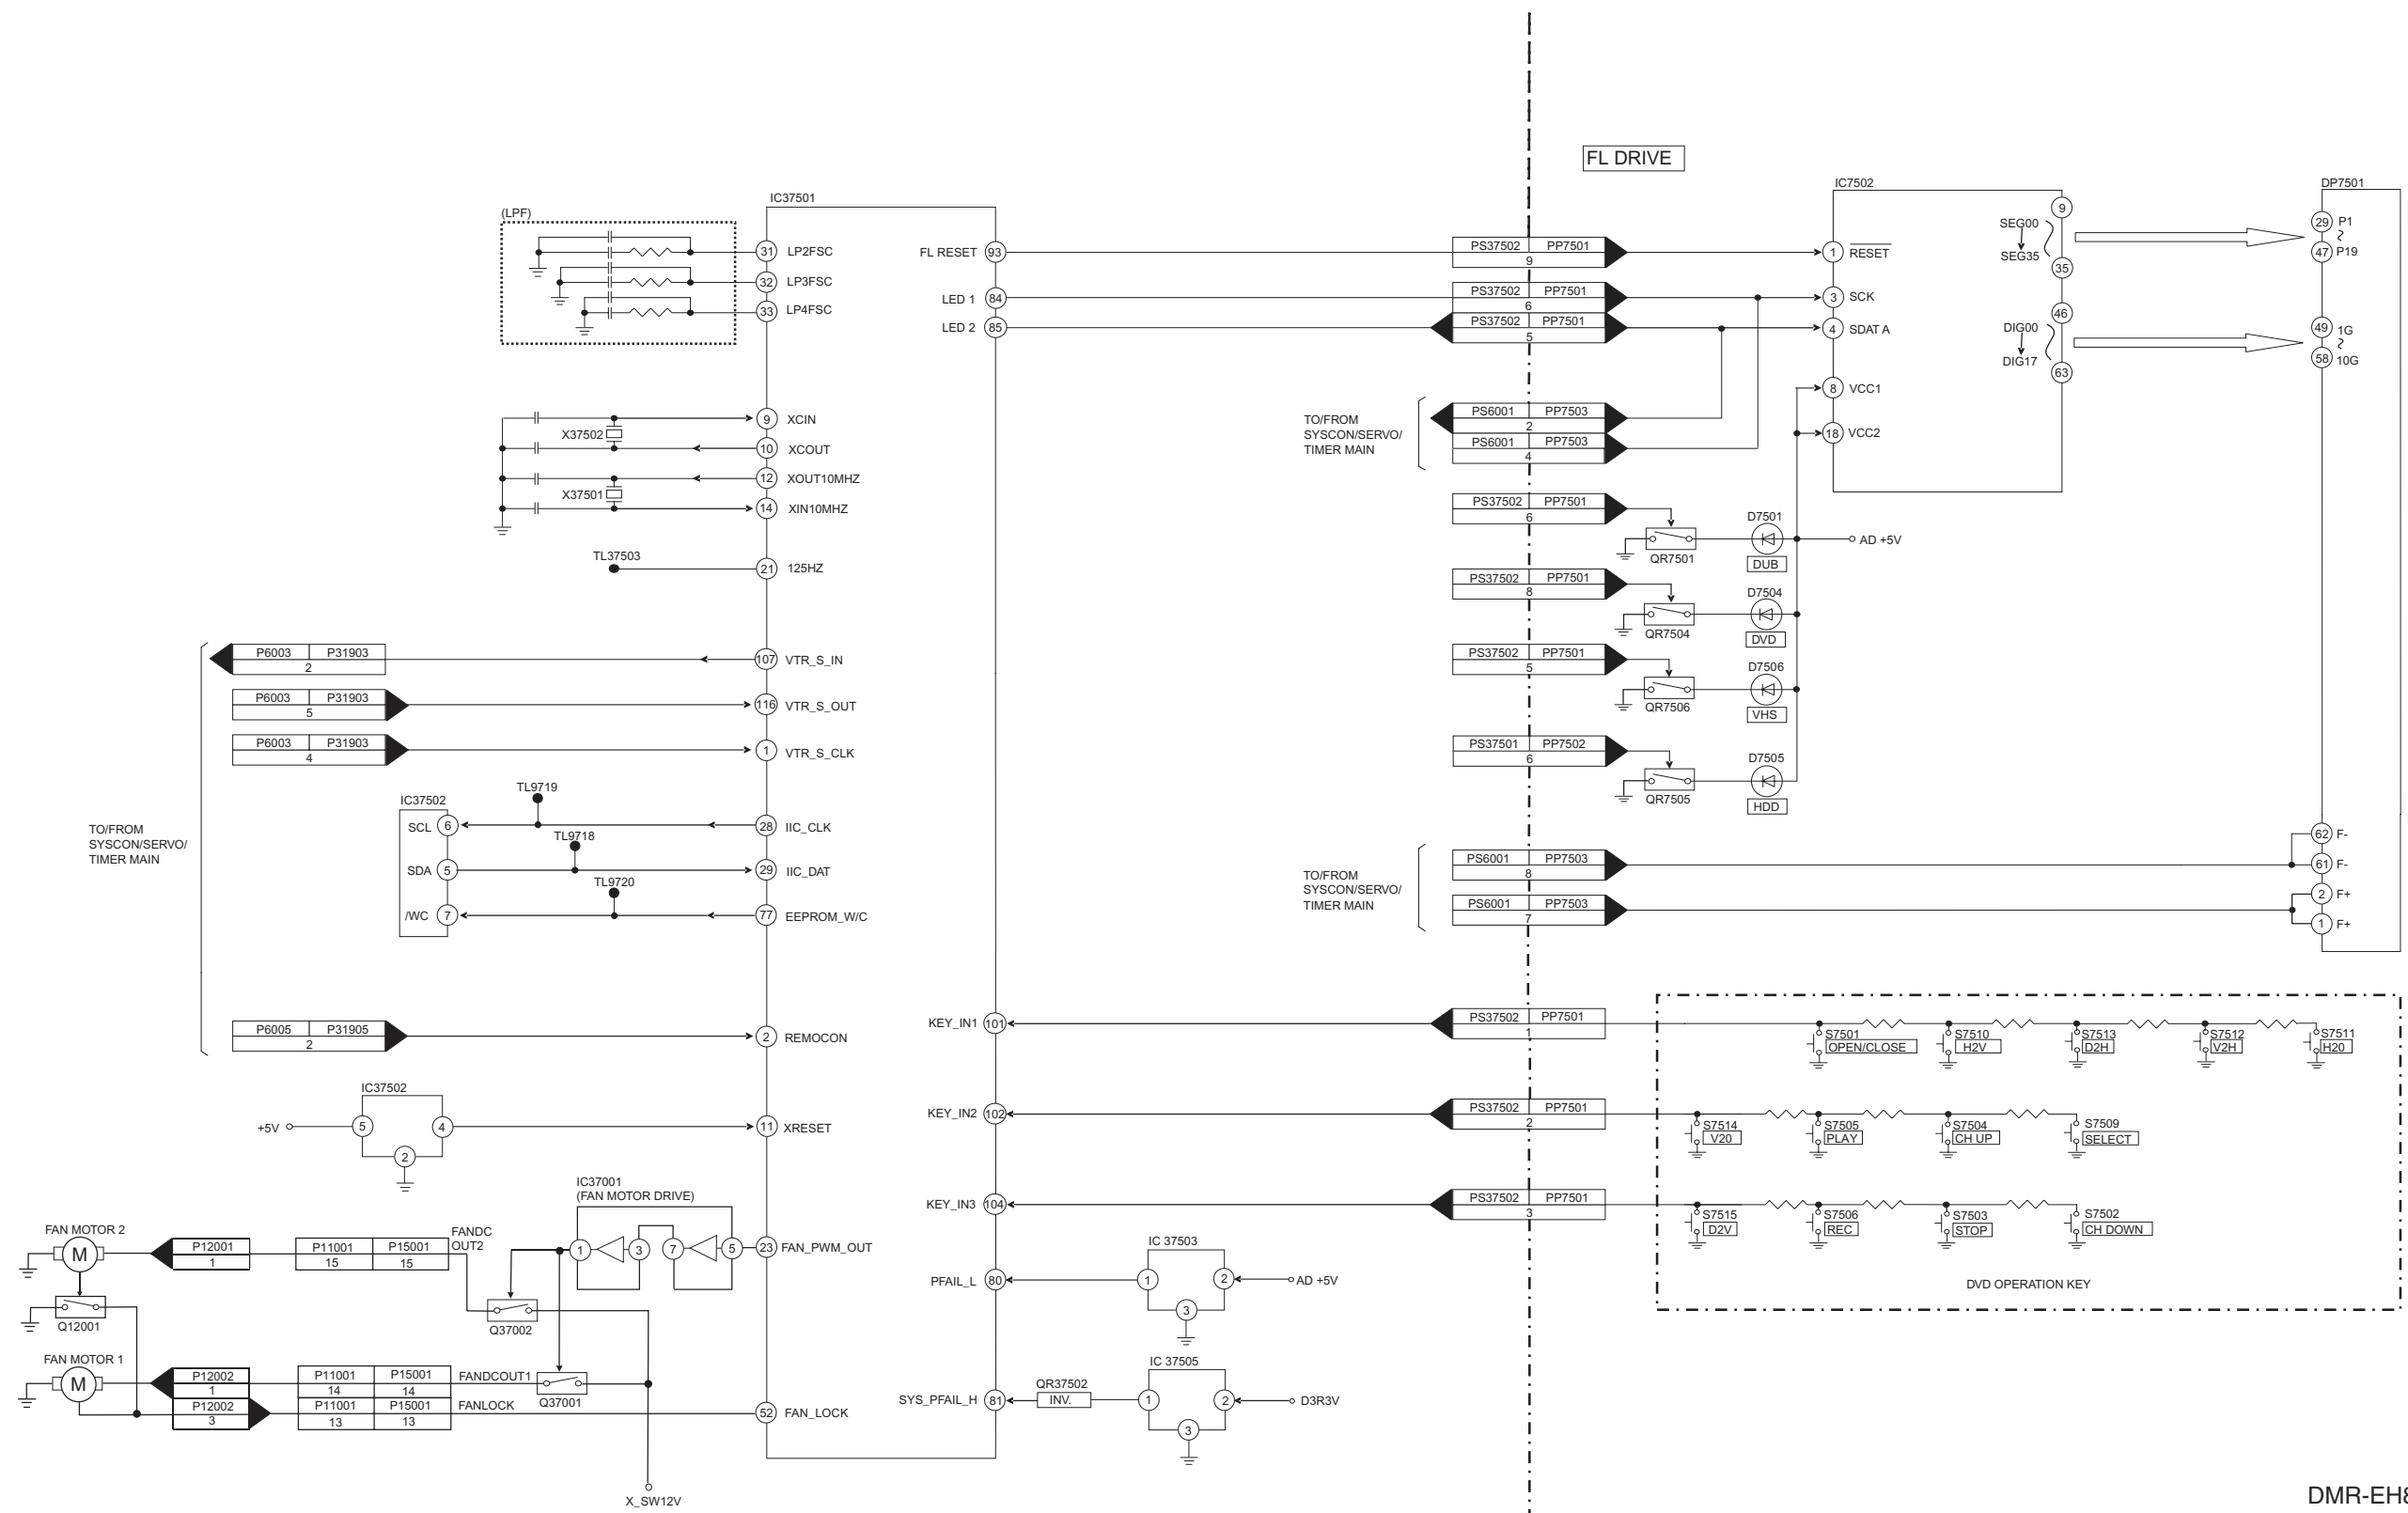 FL DRIVE
IC37501
(LPF)
31 LP2FSC
32 LP3FSC
33 LP4FSC
X37502
9 XCIN
10 XCOUT
X37501
12 XOUT10MHZ
14 XIN10MHZ
TL37503
21 125HZ
TO/FROM
SYSCON/SERVO/
TIMER MAIN
P6003 P31903
2
107 VTR_S_IN
P6003 P31903
5
116 VTR_S_OUT
P6003 P31903
4
1 VTR_S_CLK
IC37502
TL9719
SCL 6
28 IIC_CLK
TL9718
SDA 5
29 IIC_DAT
TL9720
/WC 7
77 EEPROM_W/C
P6005 P31905
2
2 REMOCON
IC37502
+5V
5
4
2
11 XRESET
IC37001
(FAN MOTOR DRIVE)
1 3 7 5
23 FAN_PWM_OUT
FAN MOTOR 2
M
P12001
1
P11001 P15001
15 15
FANDC
OUT2
Q12001
Q37002
FAN MOTOR 1
M
P12002
1
P11001 P15001
14 14
FANDCOUT1
Q37001
P12002
3
P11001 P15001
13 13
FANLOCK
52 FAN_LOCK
X_SW12V
FL RESET 93
LED 1 84
LED 2 85
KEY_IN1 101
KEY_IN2 102
KEY_IN3 104
PFAIL_L 80
IC 37503
1
2
3
AD +5V
SYS_PFAIL_H 81
QR37502
INV.
IC 37505
1
2
3
D3R3V
PS37502 PP7501
9
PS37502 PP7501
6
PS37502 PP7501
5
TO/FROM
SYSCON/SERVO/
TIMER MAIN
PS6001 PP7503
2
PS6001 PP7503
4
PS37502 PP7501
6
QR7501
D7501
DUB
AD +5V
PS37502 PP7501
8
QR7504
D7504
DVD
PS37502 PP7501
5
QR7506
D7506
VHS
PS37501 PP7502
6
QR7505
D7505
HDD
TO/FROM
SYSCON/SERVO/
TIMER MAIN
PS6001 PP7503
8
PS6001 PP7503
7
IC7502
1 RESET
3 SCK
4 SDAT A
8 VCC1
18 VCC2
SEG00
SEG35
9
35
DIG00
DIG17
46
63
DP7501
29 P1
47 P19
49 1G
58 10G
62 F-
61 F-
2 F+
1 F+
PS37502 PP7501
1
S7501
OPEN/CLOSE
S7510
H2V
S7513
D2H
S7512
V2H
S7511
H20
PS37502 PP7501
2
S7514
V20
S7505
PLAY
S7504
CH UP
S7509
SELECT
PS37502 PP7501
3
S7515
D2V
S7506
REC
S7503
STOP
S7502
CH DOWN
DVD OPERATION KEY
DMR-EH8